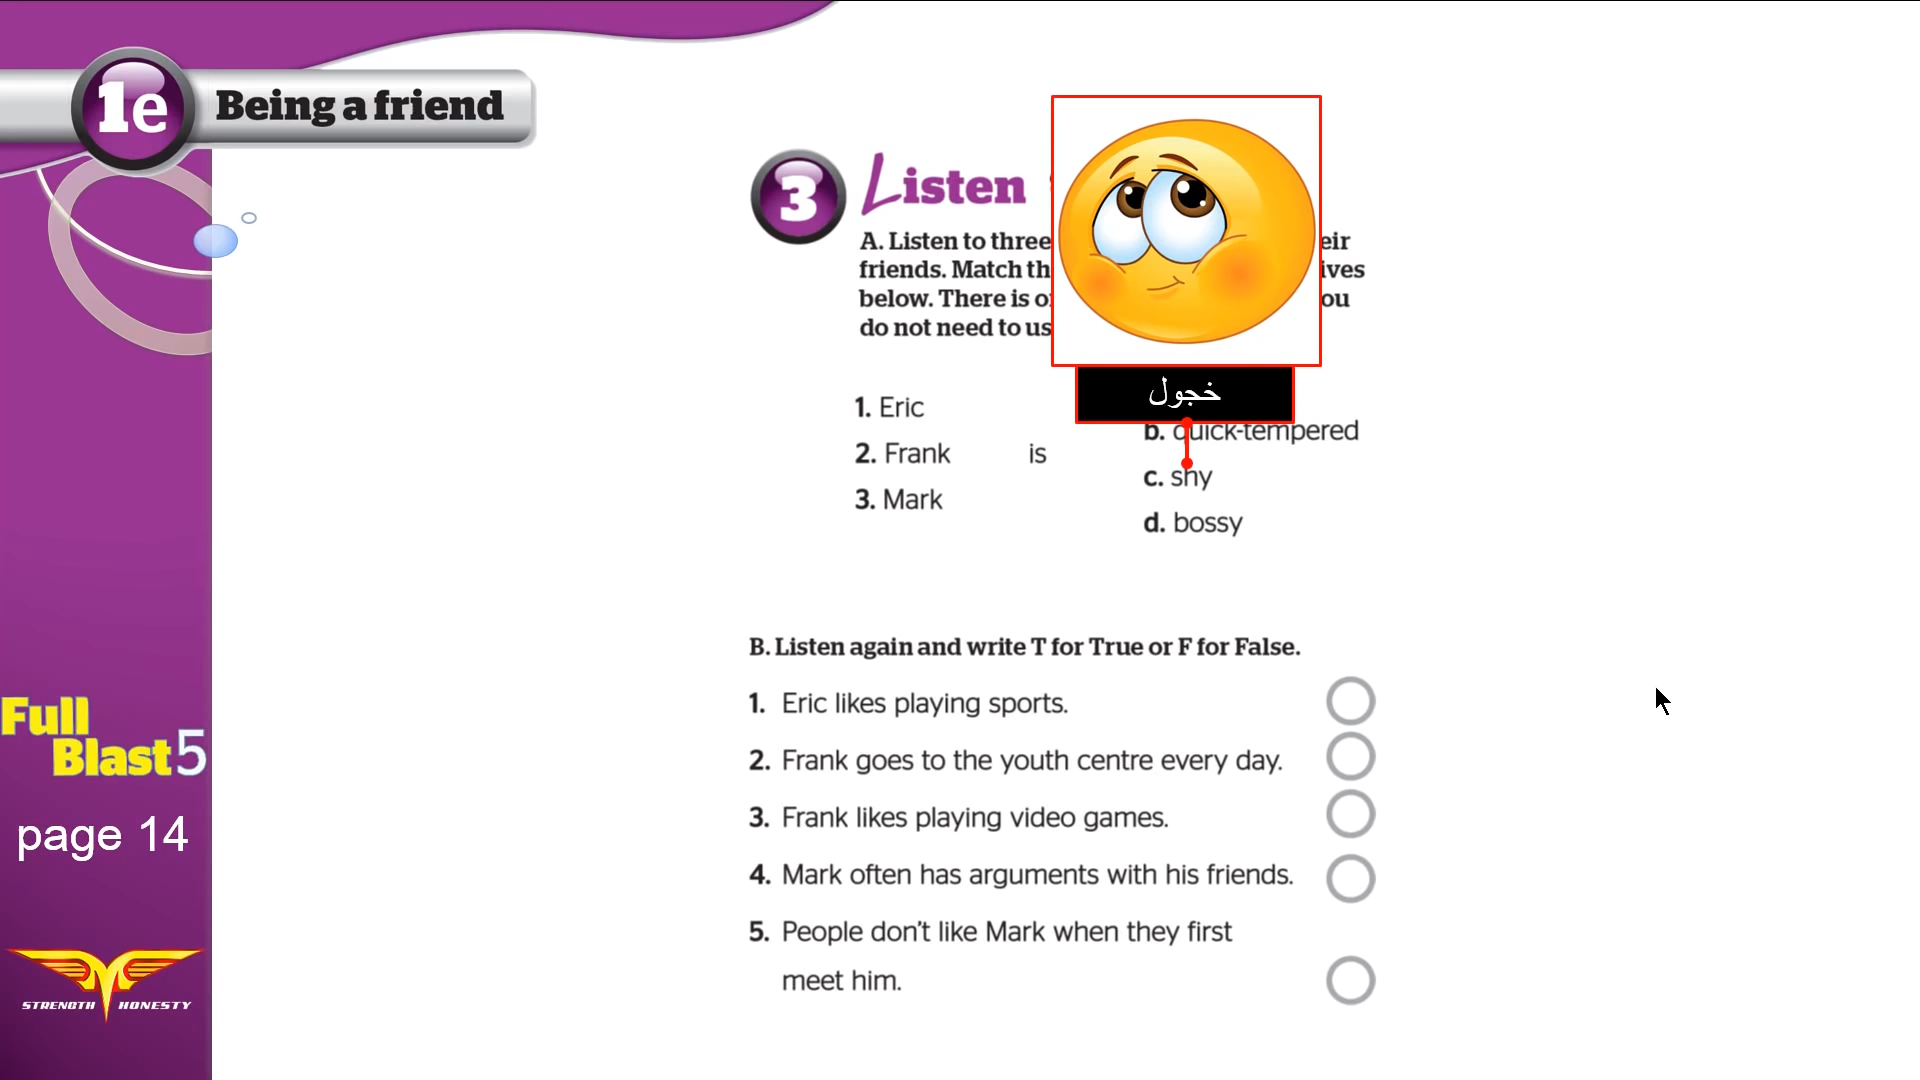 1e Being a friend
3 Listen
A. Listen to three
eir
friends. Match th
ives
below. There is o
ou
do not need to us
خجول
1. Eric
b. quick-tempered
2. Frank is
c. shy
3. Mark
d. bossy
B. Listen again and write T for True or F for False.
1. Eric likes playing sports.
2. Frank goes to the youth centre every day.
3. Frank likes playing video games.
4. Mark often has arguments with his friends.
5. People don't like Mark when they first
meet him.
Full
Blast 5
page 14
STRENGTH HONESTY